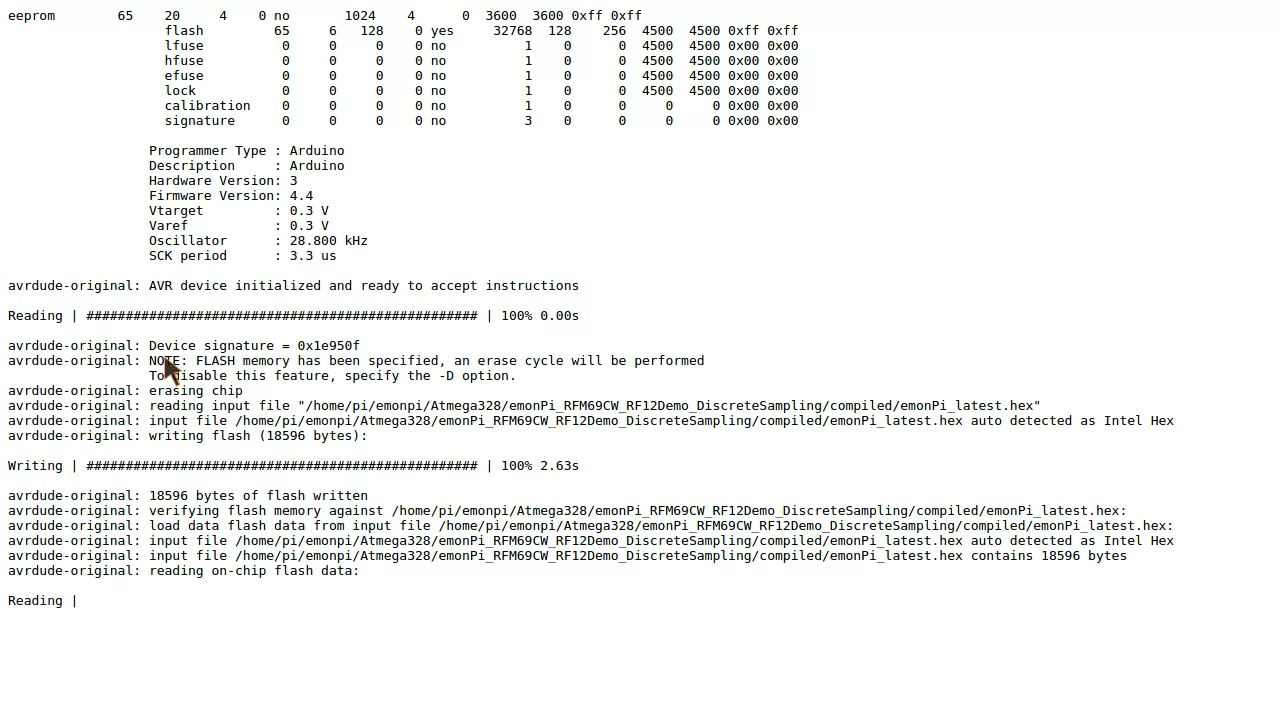 eeprom        65    20     4    0 no       1024    4      0  3600  3600 0xff 0xff
flash         65     6   128    0 yes     32768  128    256  4500  4500 0xff 0xff
lfuse          0     0     0    0 no          1    0      0  4500  4500 0x00 0x00
hfuse          0     0     0    0 no          1    0      0  4500  4500 0x00 0x00
efuse          0     0     0    0 no          1    0      0  4500  4500 0x00 0x00
lock           0     0     0    0 no          1    0      0  4500  4500 0x00 0x00
calibration    0     0     0    0 no          1    0      0     0     0 0x00 0x00
signature      0     0     0    0 no          3    0      0     0     0 0x00 0x00
Programmer Type : Arduino
Description     : Arduino
Hardware Version: 3
Firmware Version: 4.4
Vtarget         : 0.3 V
Varef           : 0.3 V
Oscillator      : 28.800 kHz
SCK period      : 3.3 us
avrdude-original: AVR device initialized and ready to accept instructions
Reading | ################################################## | 100% 0.00s
avrdude-original: Device signature = 0x1e950f
avrdude-original: NOTE: FLASH memory has been specified, an erase cycle will be performed
To disable this feature, specify the -D option.
avrdude-original: erasing chip
avrdude-original: reading input file "/home/pi/emonpi/Atmega328/emonPi_RFM69CW_RF12Demo_DiscreteSampling/compiled/emonPi_latest.hex"
avrdude-original: input file /home/pi/emonpi/Atmega328/emonPi_RFM69CW_RF12Demo_DiscreteSampling/compiled/emonPi_latest.hex auto detected as Intel Hex
avrdude-original: writing flash (18596 bytes):
Writing | ################################################## | 100% 2.63s
avrdude-original: 18596 bytes of flash written
avrdude-original: verifying flash memory against /home/pi/emonpi/Atmega328/emonPi_RFM69CW_RF12Demo_DiscreteSampling/compiled/emonPi_latest.hex:
avrdude-original: load data flash data from input file /home/pi/emonpi/Atmega328/emonPi_RFM69CW_RF12Demo_DiscreteSampling/compiled/emonPi_latest.hex:
avrdude-original: input file /home/pi/emonpi/Atmega328/emonPi_RFM69CW_RF12Demo_DiscreteSampling/compiled/emonPi_latest.hex auto detected as Intel Hex
avrdude-original: input file /home/pi/emonpi/Atmega328/emonPi_RFM69CW_RF12Demo_DiscreteSampling/compiled/emonPi_latest.hex contains 18596 bytes
avrdude-original: reading on-chip flash data:
Reading |